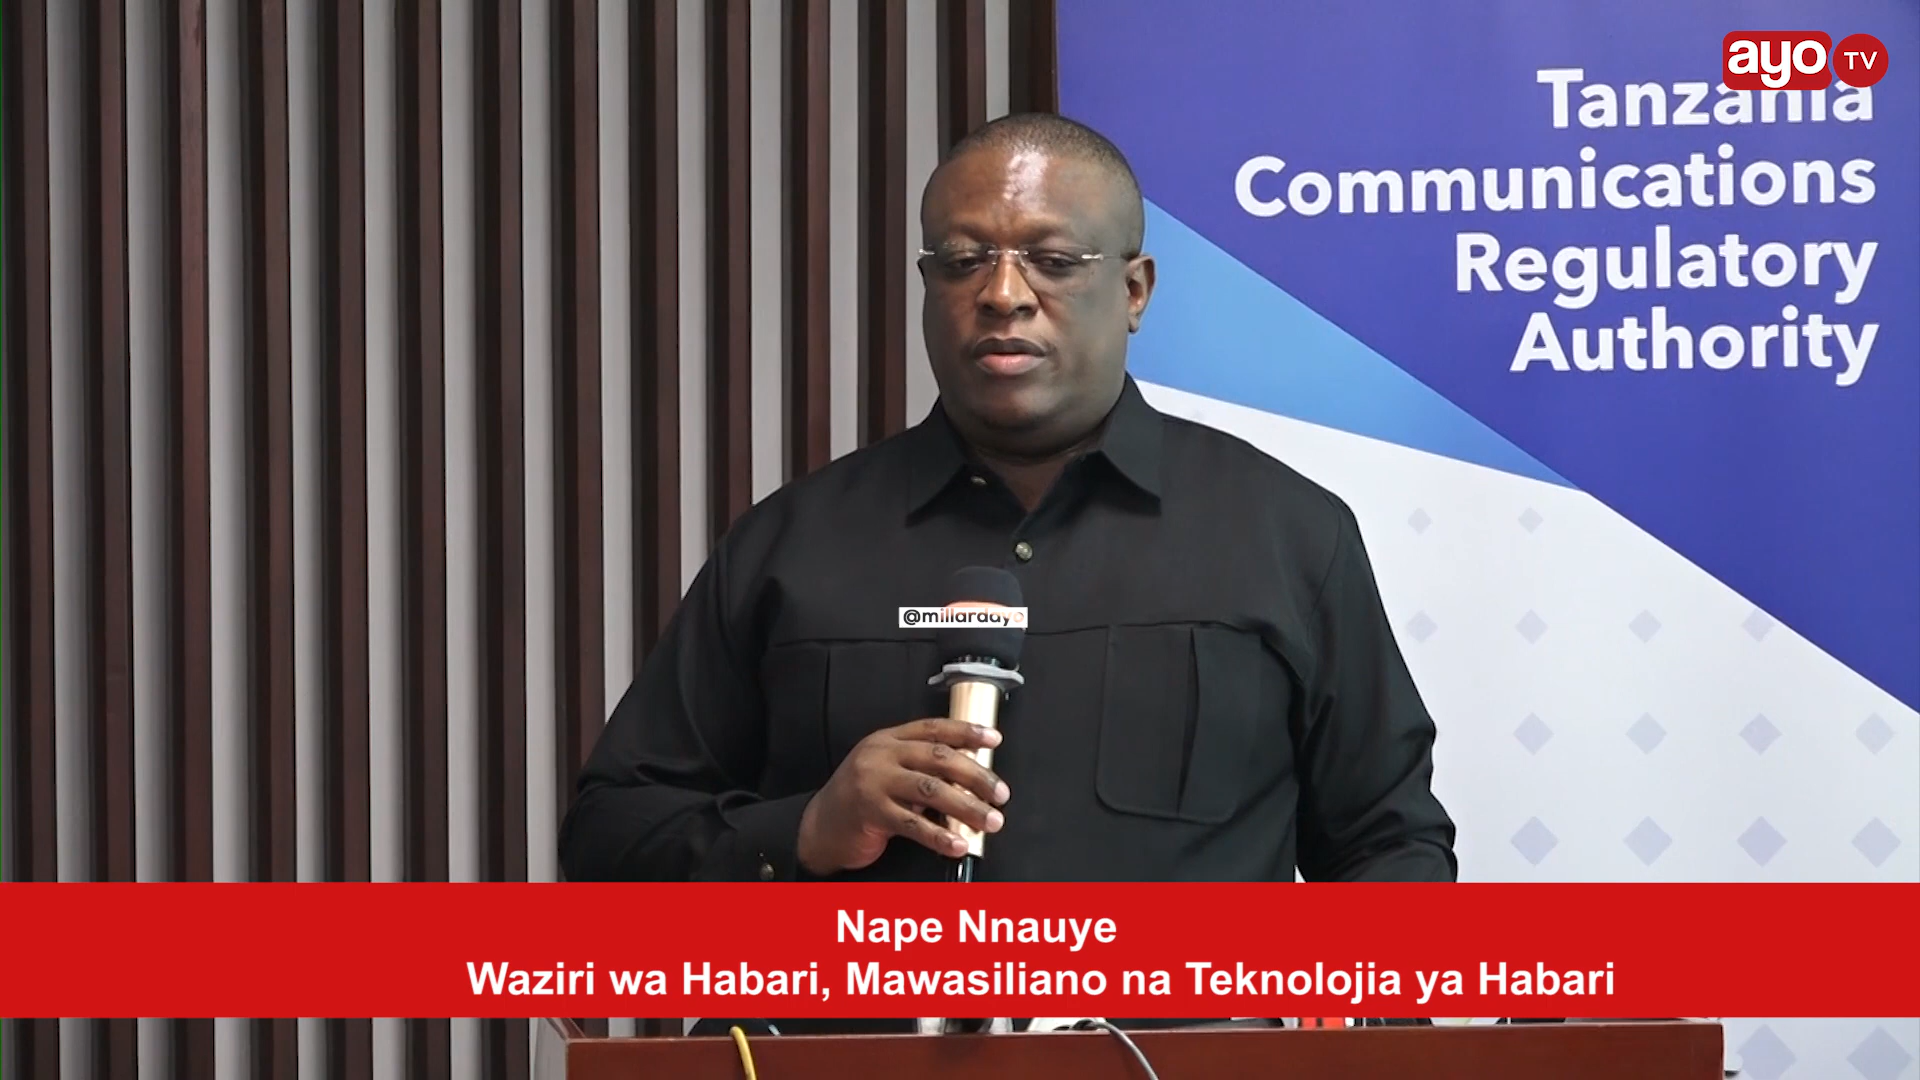 ayo TV
Tanzania
Communications
Regulatory
Authority
@millardayo
Nape Nnauye
Waziri wa Habari, Mawasiliano na Teknolojia ya Habari